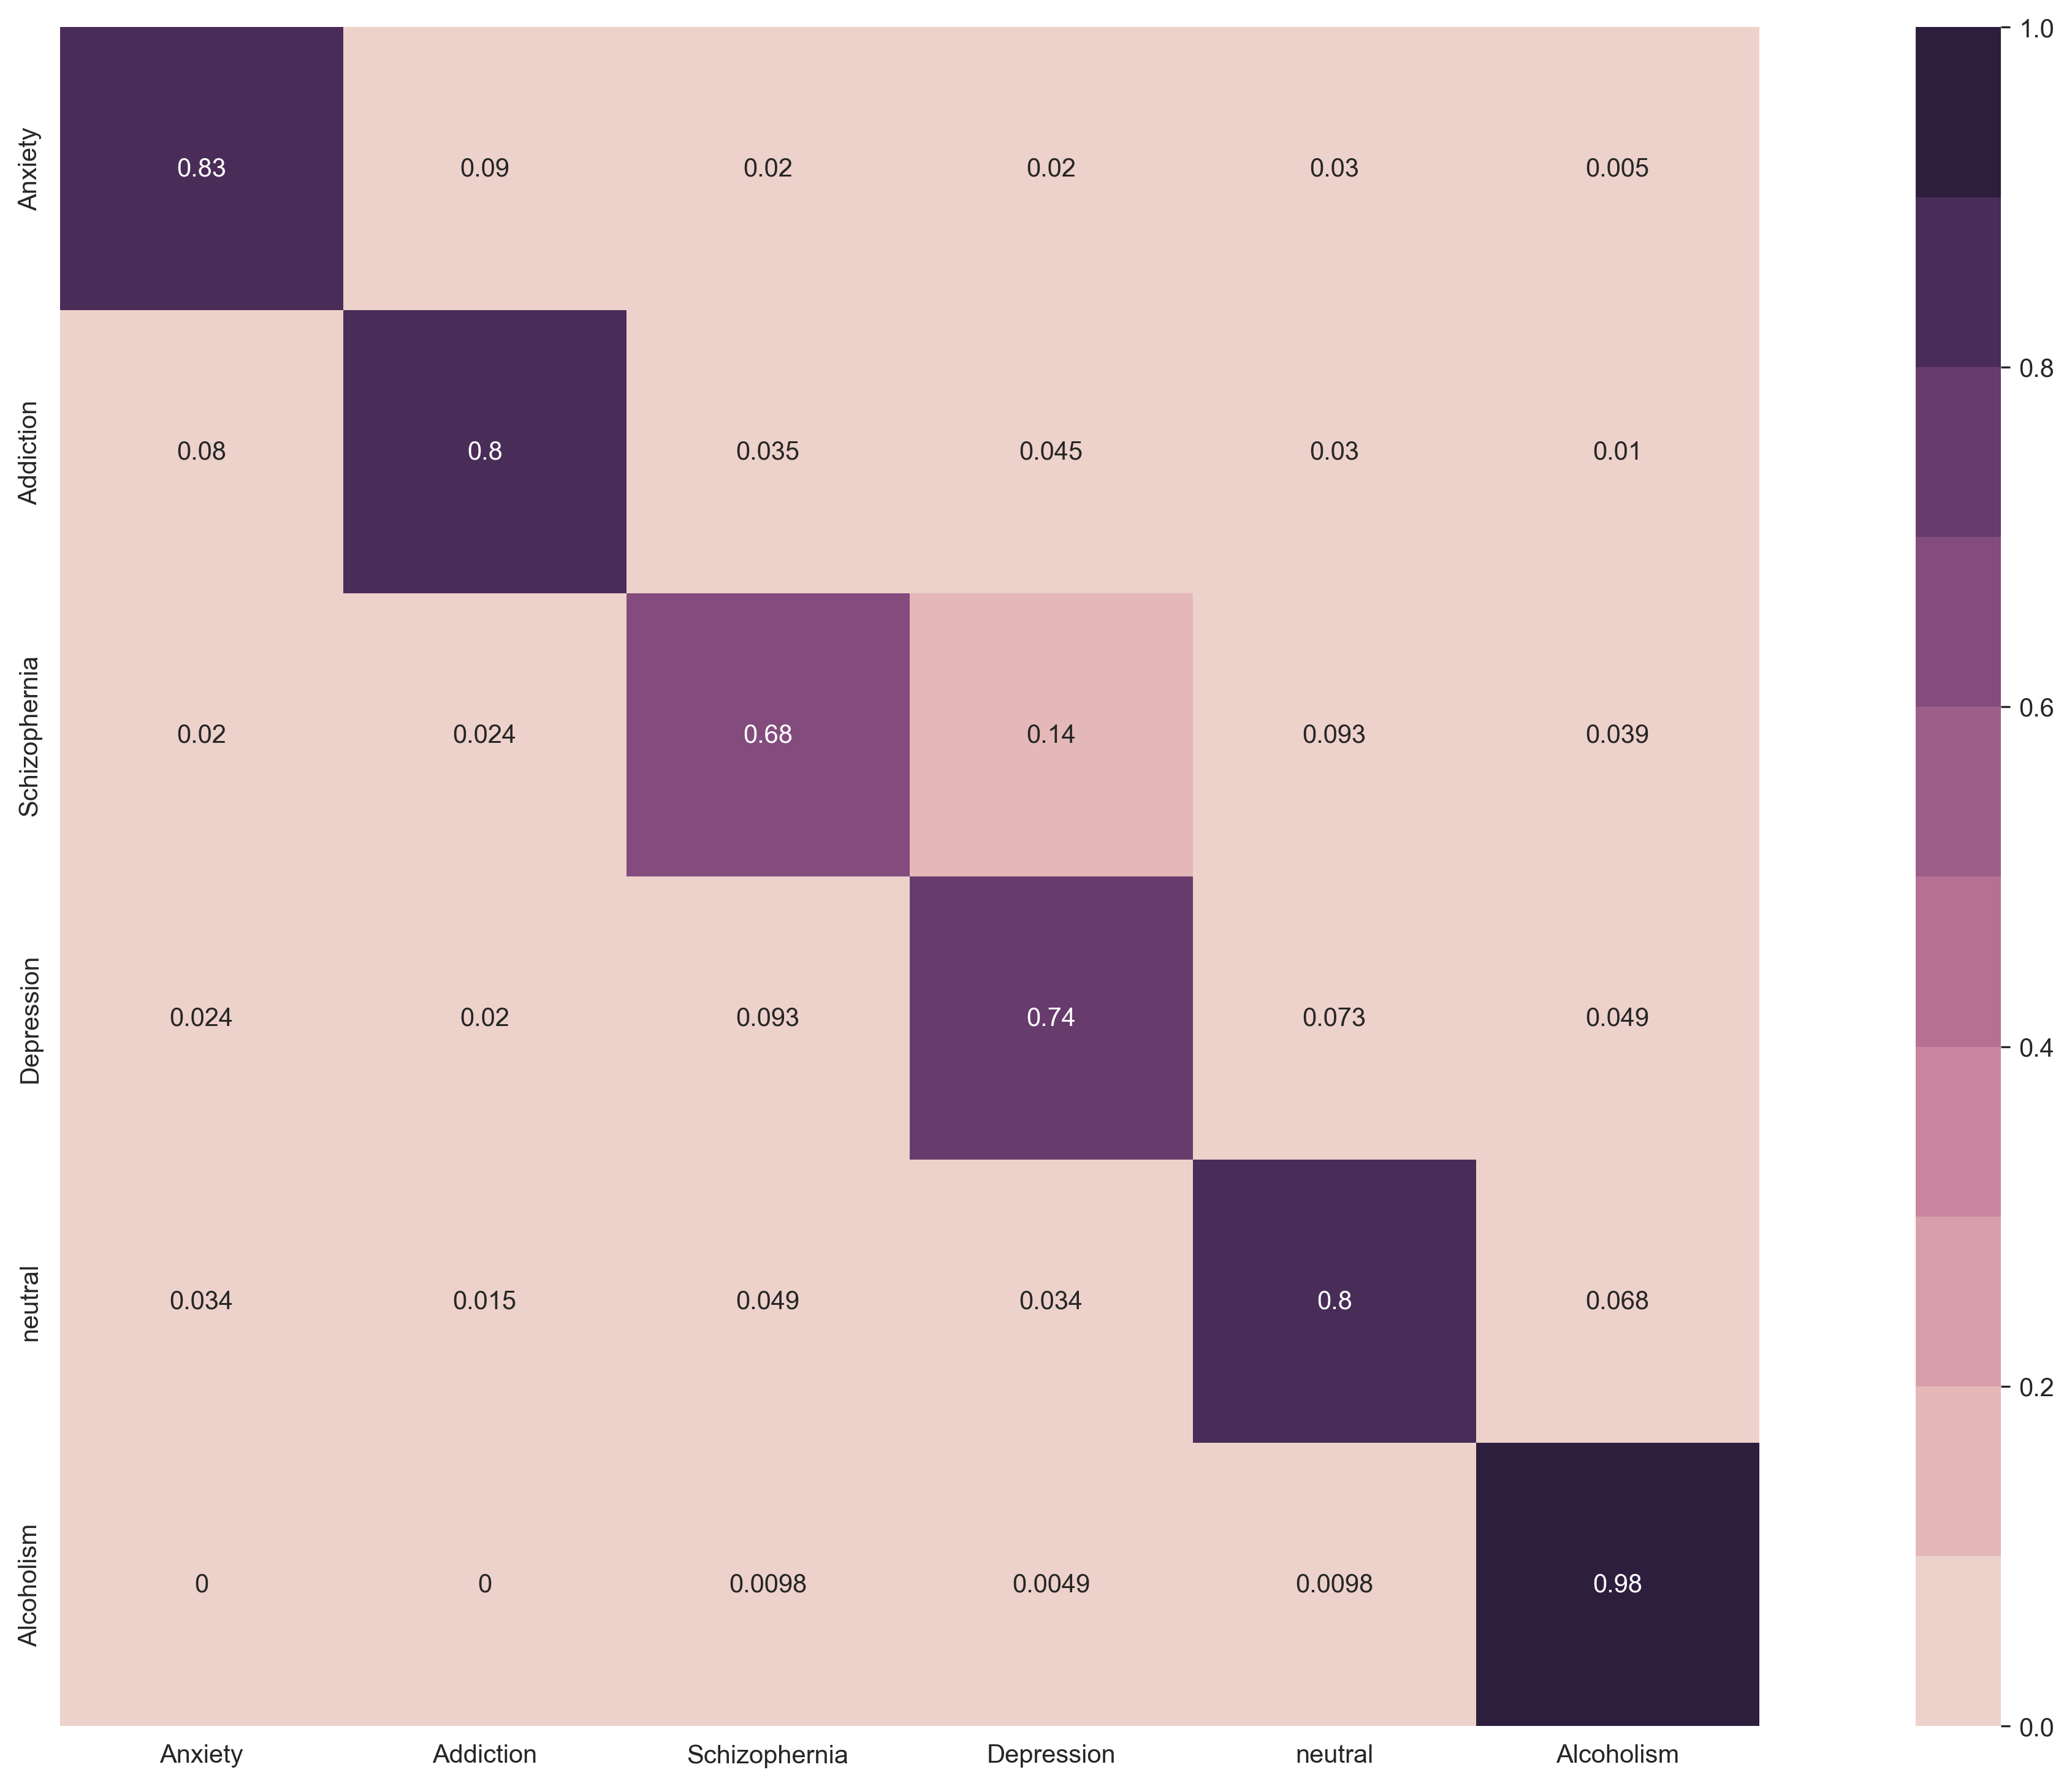 Anxiety 0.83 0.09 0.02 0.02 0.03 0.005
Addiction 0.08 0.8 0.035 0.045 0.03 0.01
Schizophernia 0.02 0.024 0.68 0.14 0.093 0.039
Depression 0.024 0.02 0.093 0.74 0.073 0.049
neutral 0.034 0.015 0.049 0.034 0.8 0.068
Alcoholism 0 0 0.0098 0.0049 0.0098 0.98
Anxiety Addiction Schizophernia Depression neutral Alcoholism
1.0
0.8
0.6
0.4
0.2
0.0